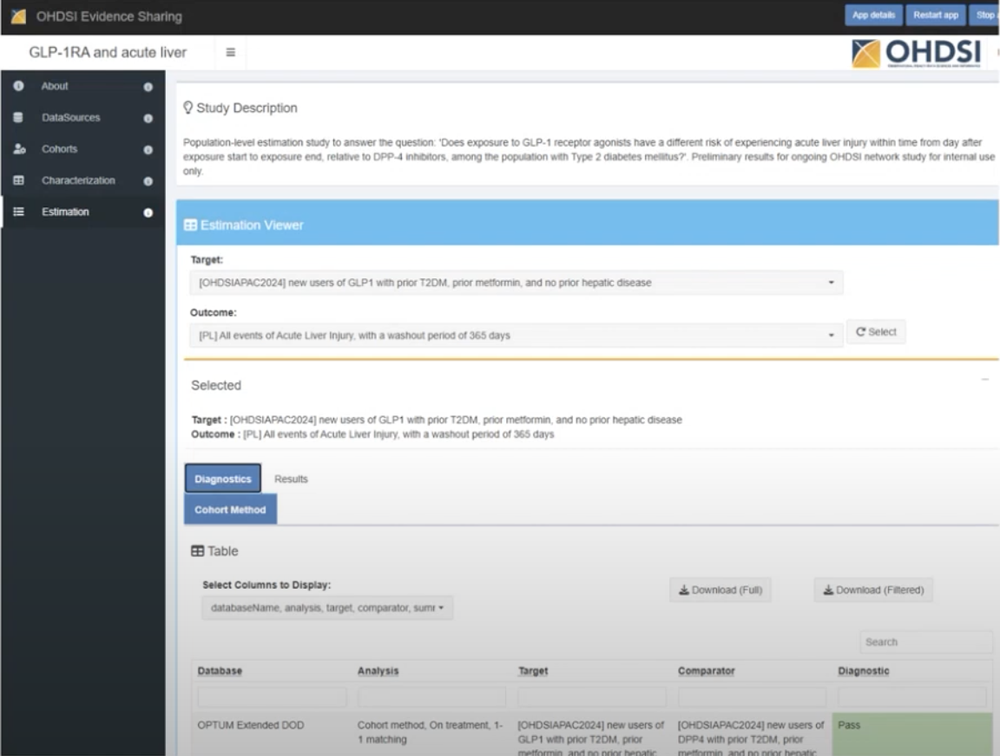 OHDSI Evidence Sharing
App details
Restart app
Stop
GLP-1RA and acute liver
OHDSI
About
DataSources
Cohorts
Characterization
Estimation
Study Description
Population-level estimation study to answer the question: 'Does exposure to GLP-1 receptor agonists have a different risk of experiencing acute liver injury within time from day after
exposure start to exposure end, relative to DPP-4 inhibitors, among the population with Type 2 diabetes mellitus?'. Preliminary results for ongoing OHDSI network study for internal use
only.
Estimation Viewer
Target:
[OHDSIAPAC2024] new users of GLP1 with prior T2DM, prior metformin, and no prior hepatic disease
Outcome:
[PL] All events of Acute Liver Injury, with a washout period of 365 days
Select
Selected
Target : [OHDSIAPAC2024] new users of GLP1 with prior T2DM, prior metformin, and no prior hepatic disease
Outcome : [PL] All events of Acute Liver Injury, with a washout period of 365 days
Diagnostics
Results
Cohort Method
Table
Select Columns to Display:
databaseName, analysis, target, comparator, sumr
Download (Full)
Download (Filtered)
Search
Database
Analysis
Target
Comparator
Diagnostic
OPTUM Extended DOD
Cohort method, On treatment, 1-
1 matching
[OHDSIAPAC2024] new users of
GLP1 with prior T2DM, prior
metformin, and no prior hepatic
[OHDSIAPAC2024] new users of
DPP4 with prior T2DM, prior
metformin, and no prior hepatic
Pass